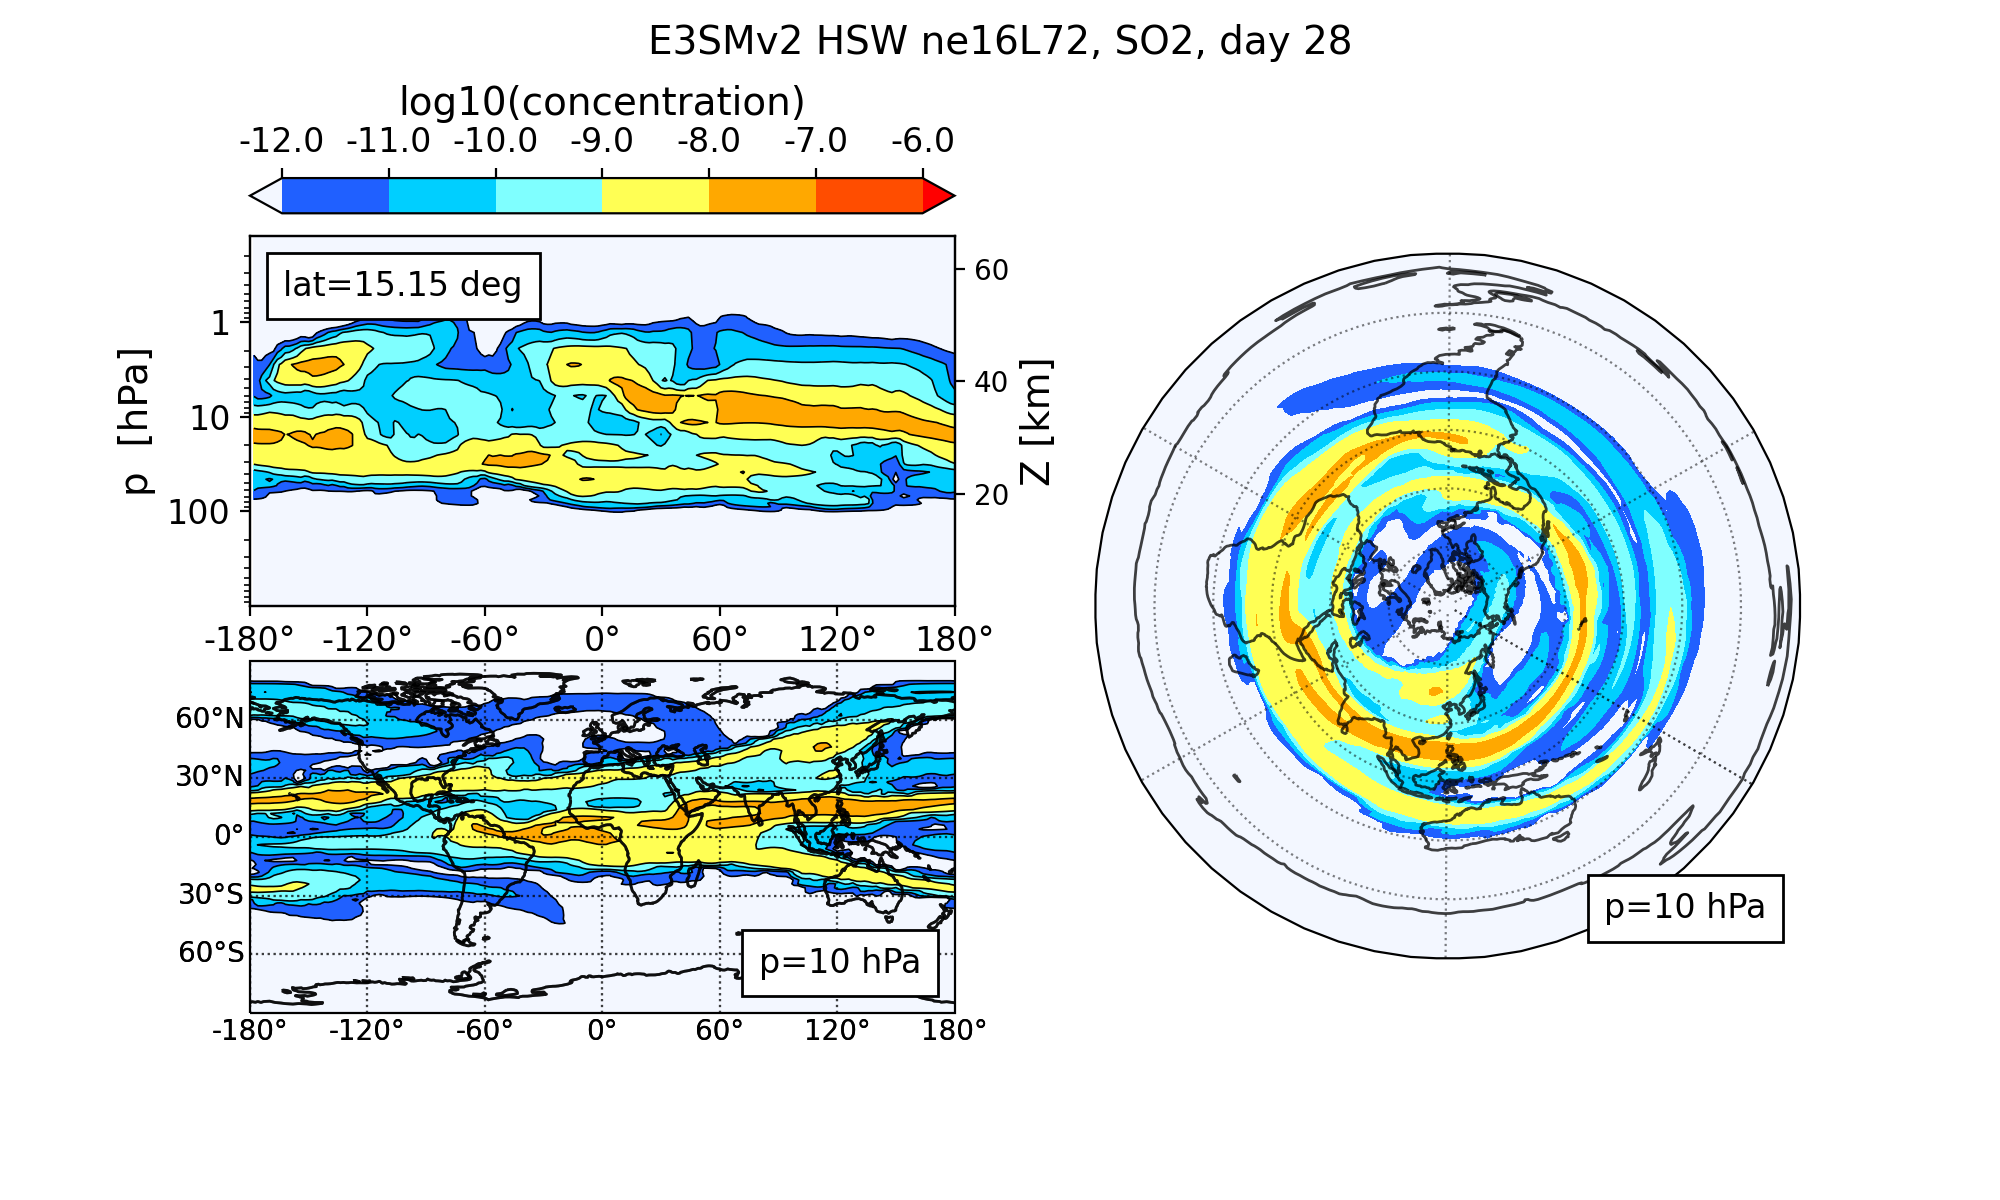 E3SMv2 HSW ne16L72, SO2, day 28
log10(concentration)
-12.0 -11.0 -10.0 -9.0 -8.0 -7.0 -6.0
lat=15.15 deg
p [hPa]
1
10
100
60
40
20
Z [km]
-180° -120° -60° 0° 60° 120° 180°
60°N
30°N
0°
30°S
60°S
p=10 hPa
-180° -120° -60° 0° 60° 120° 180°
p=10 hPa